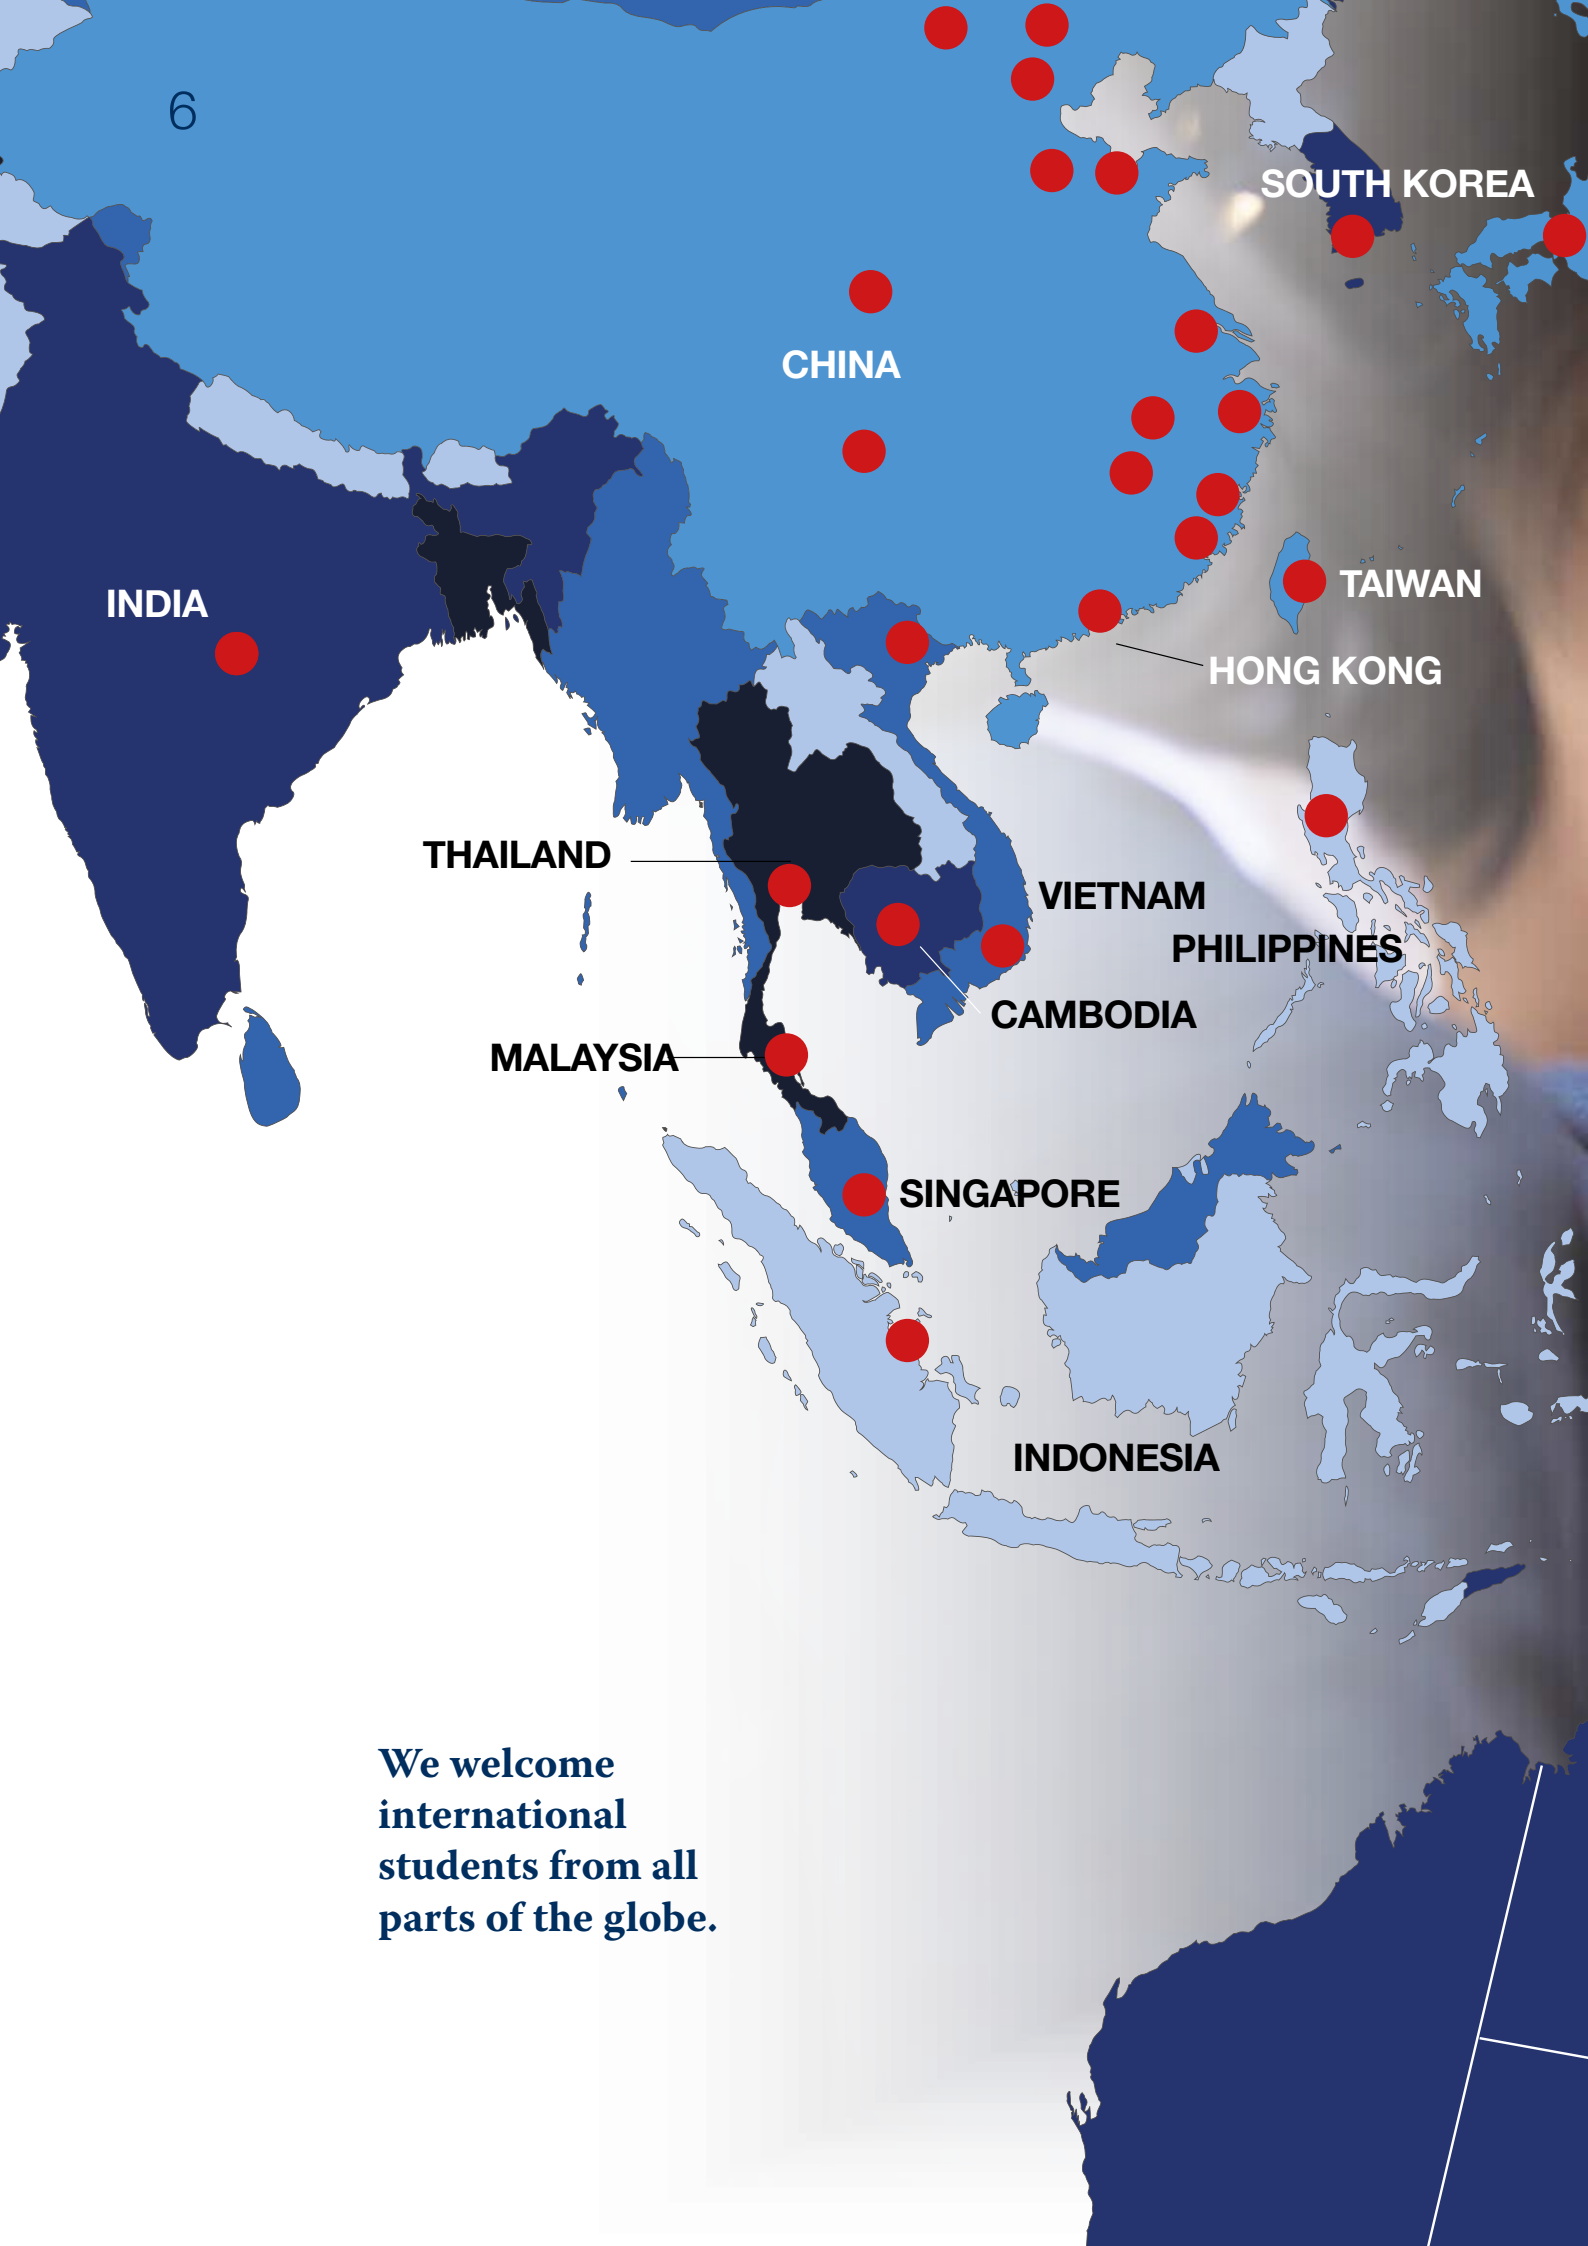 6
SOUTH KOREA
CHINA
TAIWAN
INDIA
HONG KONG
THAILAND
VIETNAM
PHILIPPINES
CAMBODIA
MALAYSIA
SINGAPORE
INDONESIA
We welcome
international
students from all
parts of the globe.